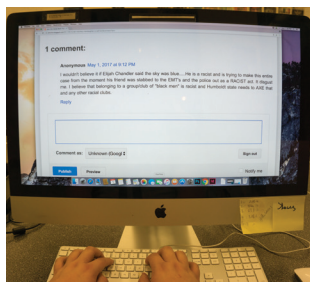 1 comment:
Anonymous May 1, 2017 at 9:12 PM
I wouldn't believe it if Elijah Chandler said the sky was blue.... He is a racist and is trying to make this entire
case from the moment his friend was stabbed to the EMT's and the police out as a RACIST act. It disgust
me. I believe that belonging to a group/club of "black men" is racist and Humboldt state needs to AXE that
and any other racist clubs.
Reply
Comment as: Unknown (Googl
Sign out
Publish Preview
Notify me